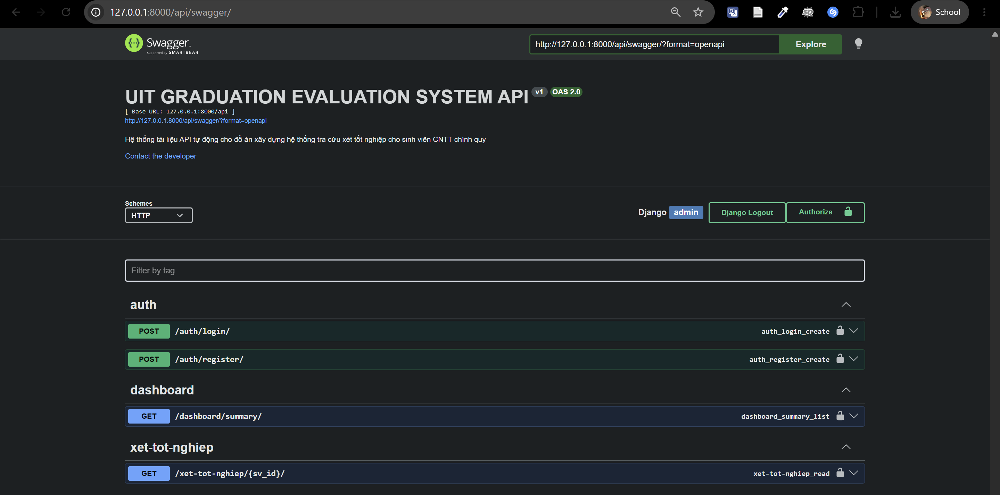 127.0.0.1:8000/api/swagger/
School
Swagger
Supported by SMARTBEAR
http://127.0.0.1:8000/api/swagger/?format=openapi
Explore
UIT GRADUATION EVALUATION SYSTEM API v1 OAS 2.0
[ Base URL: 127.0.0.1:8000/api ]
http://127.0.0.1:8000/api/swagger/?format=openapi
Hệ thống tài liệu API tự động cho đồ án xây dựng hệ thống tra cứu xét tốt nghiệp cho sinh viên CNTT chính quy
Contact the developer
Schemes
HTTP
Django admin
Django Logout
Authorize
Filter by tag
auth
POST /auth/login/ auth_login_create
POST /auth/register/ auth_register_create
dashboard
GET /dashboard/summary/ dashboard_summary_list
xet-tot-nghiep
GET /xet-tot-nghiep/{sv_id}/ xet-tot-nghiep_read